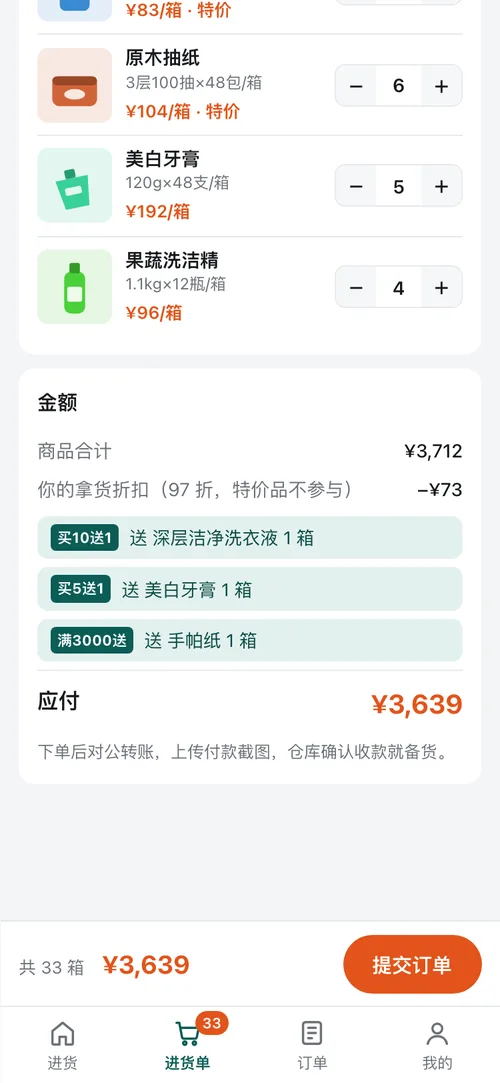 ¥83/箱 · 特价
原木抽纸
3层100抽×48包/箱
¥104/箱 · 特价
− 6 +
美白牙膏
120g×48支/箱
¥192/箱
− 5 +
果蔬洗洁精
1.1kg×12瓶/箱
¥96/箱
− 4 +
金额
商品合计 ¥3,712
你的拿货折扣（97 折，特价品不参与） −¥73
买10送1 送 深层洁净洗衣液 1 箱
买5送1 送 美白牙膏 1 箱
满3000送 送 手帕纸 1 箱
应付 ¥3,639
下单后对公转账，上传付款截图，仓库确认收款就备货。
共 33 箱 ¥3,639 提交订单
33
进货 进货单 订单 我的